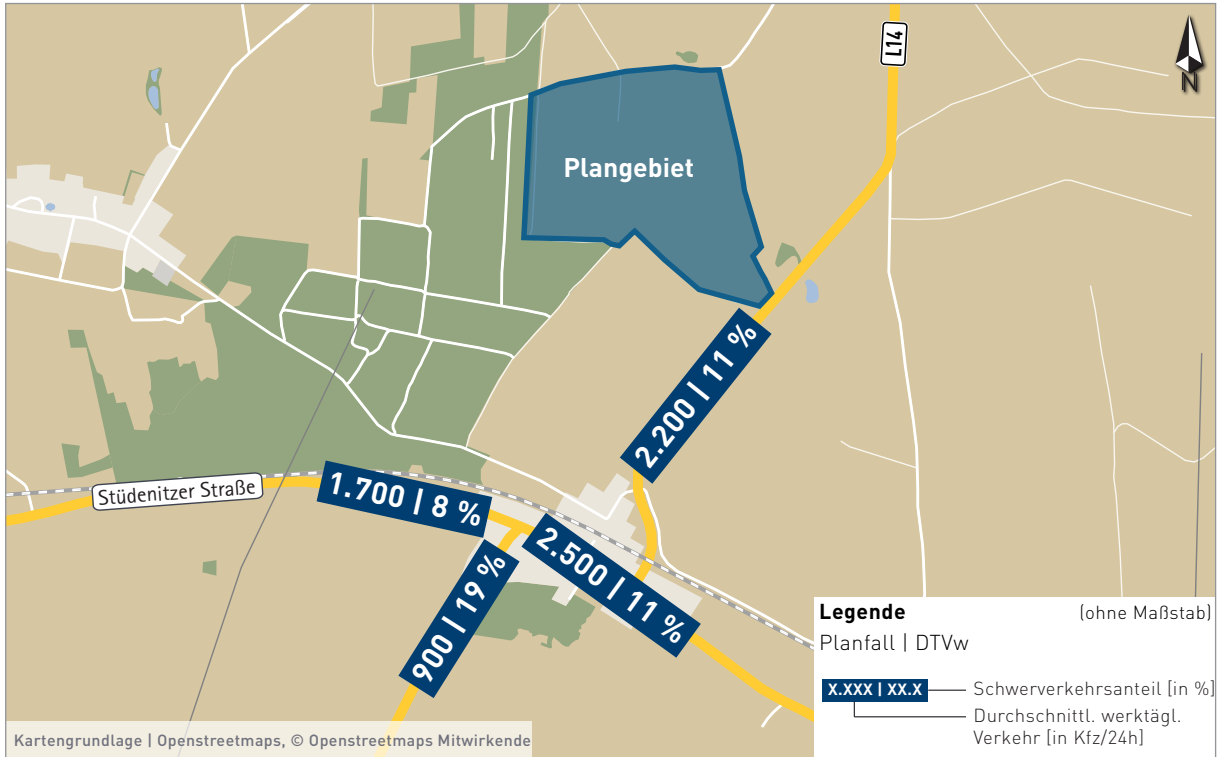 L14
N
Plangebiet
2.200 | 11 %
Stüdenitzer Straße
1.700 | 8 %
2.500 | 11 %
900 | 19 %
Legende (ohne Maßstab)
Planfall | DTVw
X.XXX | XX.X Schwerverkehrsanteil [in %]
Durchschnittl. werktägl.
Verkehr [in Kfz/24h]
Kartengrundlage | Openstreetmaps, © Openstreetmaps Mitwirkende